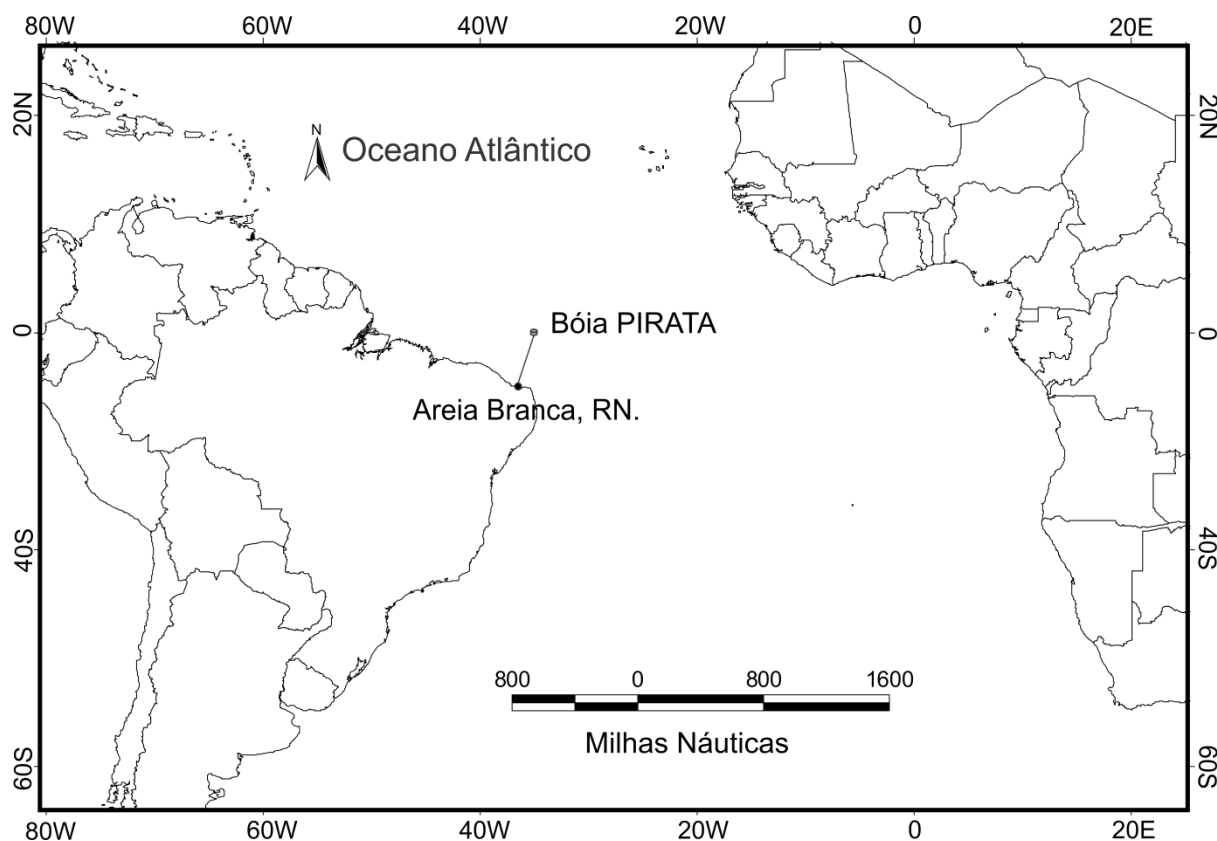 80W 60W 40W 20W 0 20E
20N 20N
N
Oceano Atlântico
0 0
Bóia PIRATA
Areia Branca, RN.
40S 40S
800 0 800 1600
Milhas Náuticas
60S 60S
80W 60W 40W 20W 0 20E